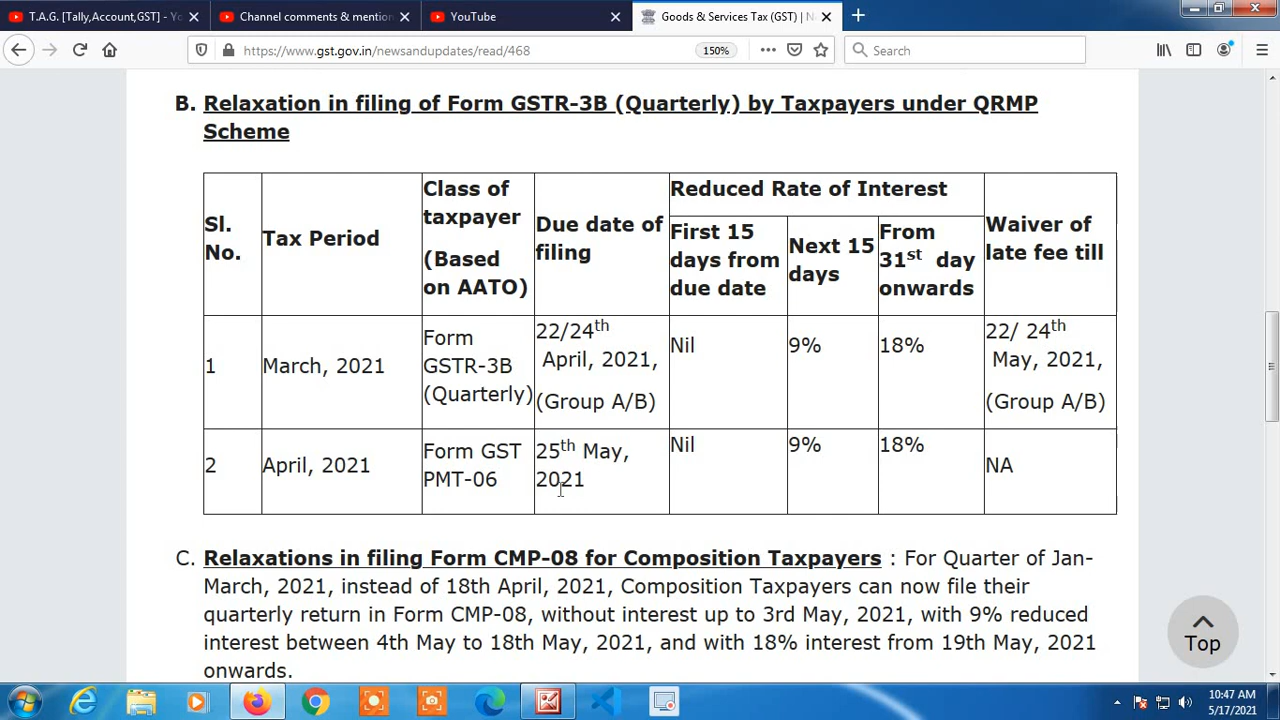 T.A.G. [Tally,Account,GST] - Yo
Channel comments & mention
YouTube
Goods & Services Tax (GST) | N
https://www.gst.gov.in/newsandupdates/read/468
150%
Search
B. Relaxation in filing of Form GSTR-3B (Quarterly) by Taxpayers under QRMP
Scheme
Sl. No.
Tax Period
Class of taxpayer
(Based on AATO)
Due date of filing
Reduced Rate of Interest
First 15 days from due date
Next 15 days
From 31st day onwards
Waiver of late fee till
1
March, 2021
Form GSTR-3B (Quarterly)
22/24th April, 2021,
(Group A/B)
Nil
9%
18%
22/ 24th May, 2021,
(Group A/B)
2
April, 2021
Form GST PMT-06
25th May, 2021
Nil
9%
18%
NA
C. Relaxations in filing Form CMP-08 for Composition Taxpayers : For Quarter of Jan-
March, 2021, instead of 18th April, 2021, Composition Taxpayers can now file their
quarterly return in Form CMP-08, without interest up to 3rd May, 2021, with 9% reduced
interest between 4th May to 18th May, 2021, and with 18% interest from 19th May, 2021
onwards.
Top
10:47 AM
5/17/2021